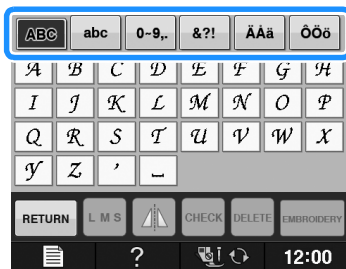 ABC abc 0~9,. &?! ÄÅä ÔÖö
A B C D E F G H
I J K L M N O P
Q R S T U V W X
Y Z ’ ⎵
RETURN L M S CHECK DELETE EMBROIDERY
? 12:00